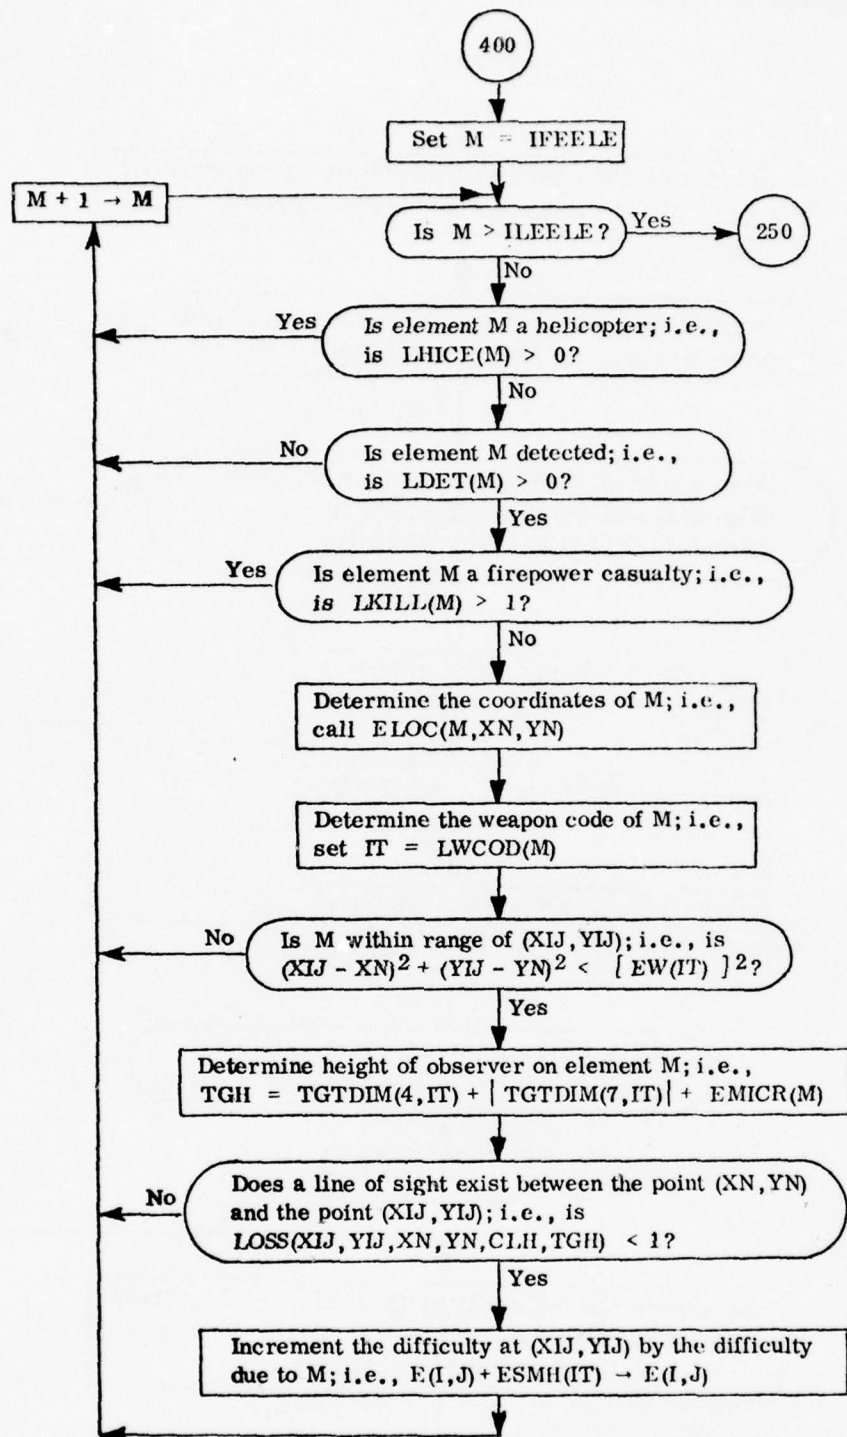 400
Set M = IFEELE
M + 1 → M
Is M > ILEELE?
Yes
250
No
Yes
Is element M a helicopter; i.e.,
is LHICE(M) > 0?
No
No
Is element M detected; i.e.,
is LDET(M) > 0?
Yes
Yes
Is element M a firepower casualty; i.e.,
is LKILL(M) > 1?
No
Determine the coordinates of M; i.e.,
call ELOC(M,XN,YN)
Determine the weapon code of M; i.e.,
set IT = LWCOD(M)
No
Is M within range of (XIJ,YIJ); i.e., is
(XIJ - XN)² + (YIJ - YN)² < [ EW(IT) ]²?
Yes
Determine height of observer on element M; i.e.,
TGH = TGTDIM(4,IT) + | TGTDIM(7,IT)| + EMICR(M)
No
Does a line of sight exist between the point (XN,YN)
and the point (XIJ,YIJ); i.e., is
LOSS(XIJ,YIJ,XN,YN,CLH,TGH) < 1?
Yes
Increment the difficulty at (XIJ,YIJ) by the difficulty
due to M; i.e., E(I,J) + ESMH(IT) → E(I,J)